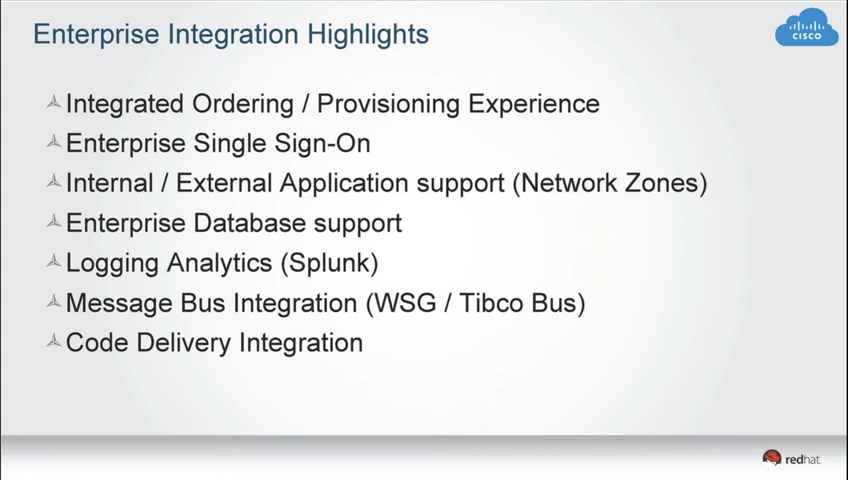 Enterprise Integration Highlights
CISCO
Integrated Ordering / Provisioning Experience
Enterprise Single Sign-On
Internal / External Application support (Network Zones)
Enterprise Database support
Logging Analytics (Splunk)
Message Bus Integration (WSG / Tibco Bus)
Code Delivery Integration
redhat.